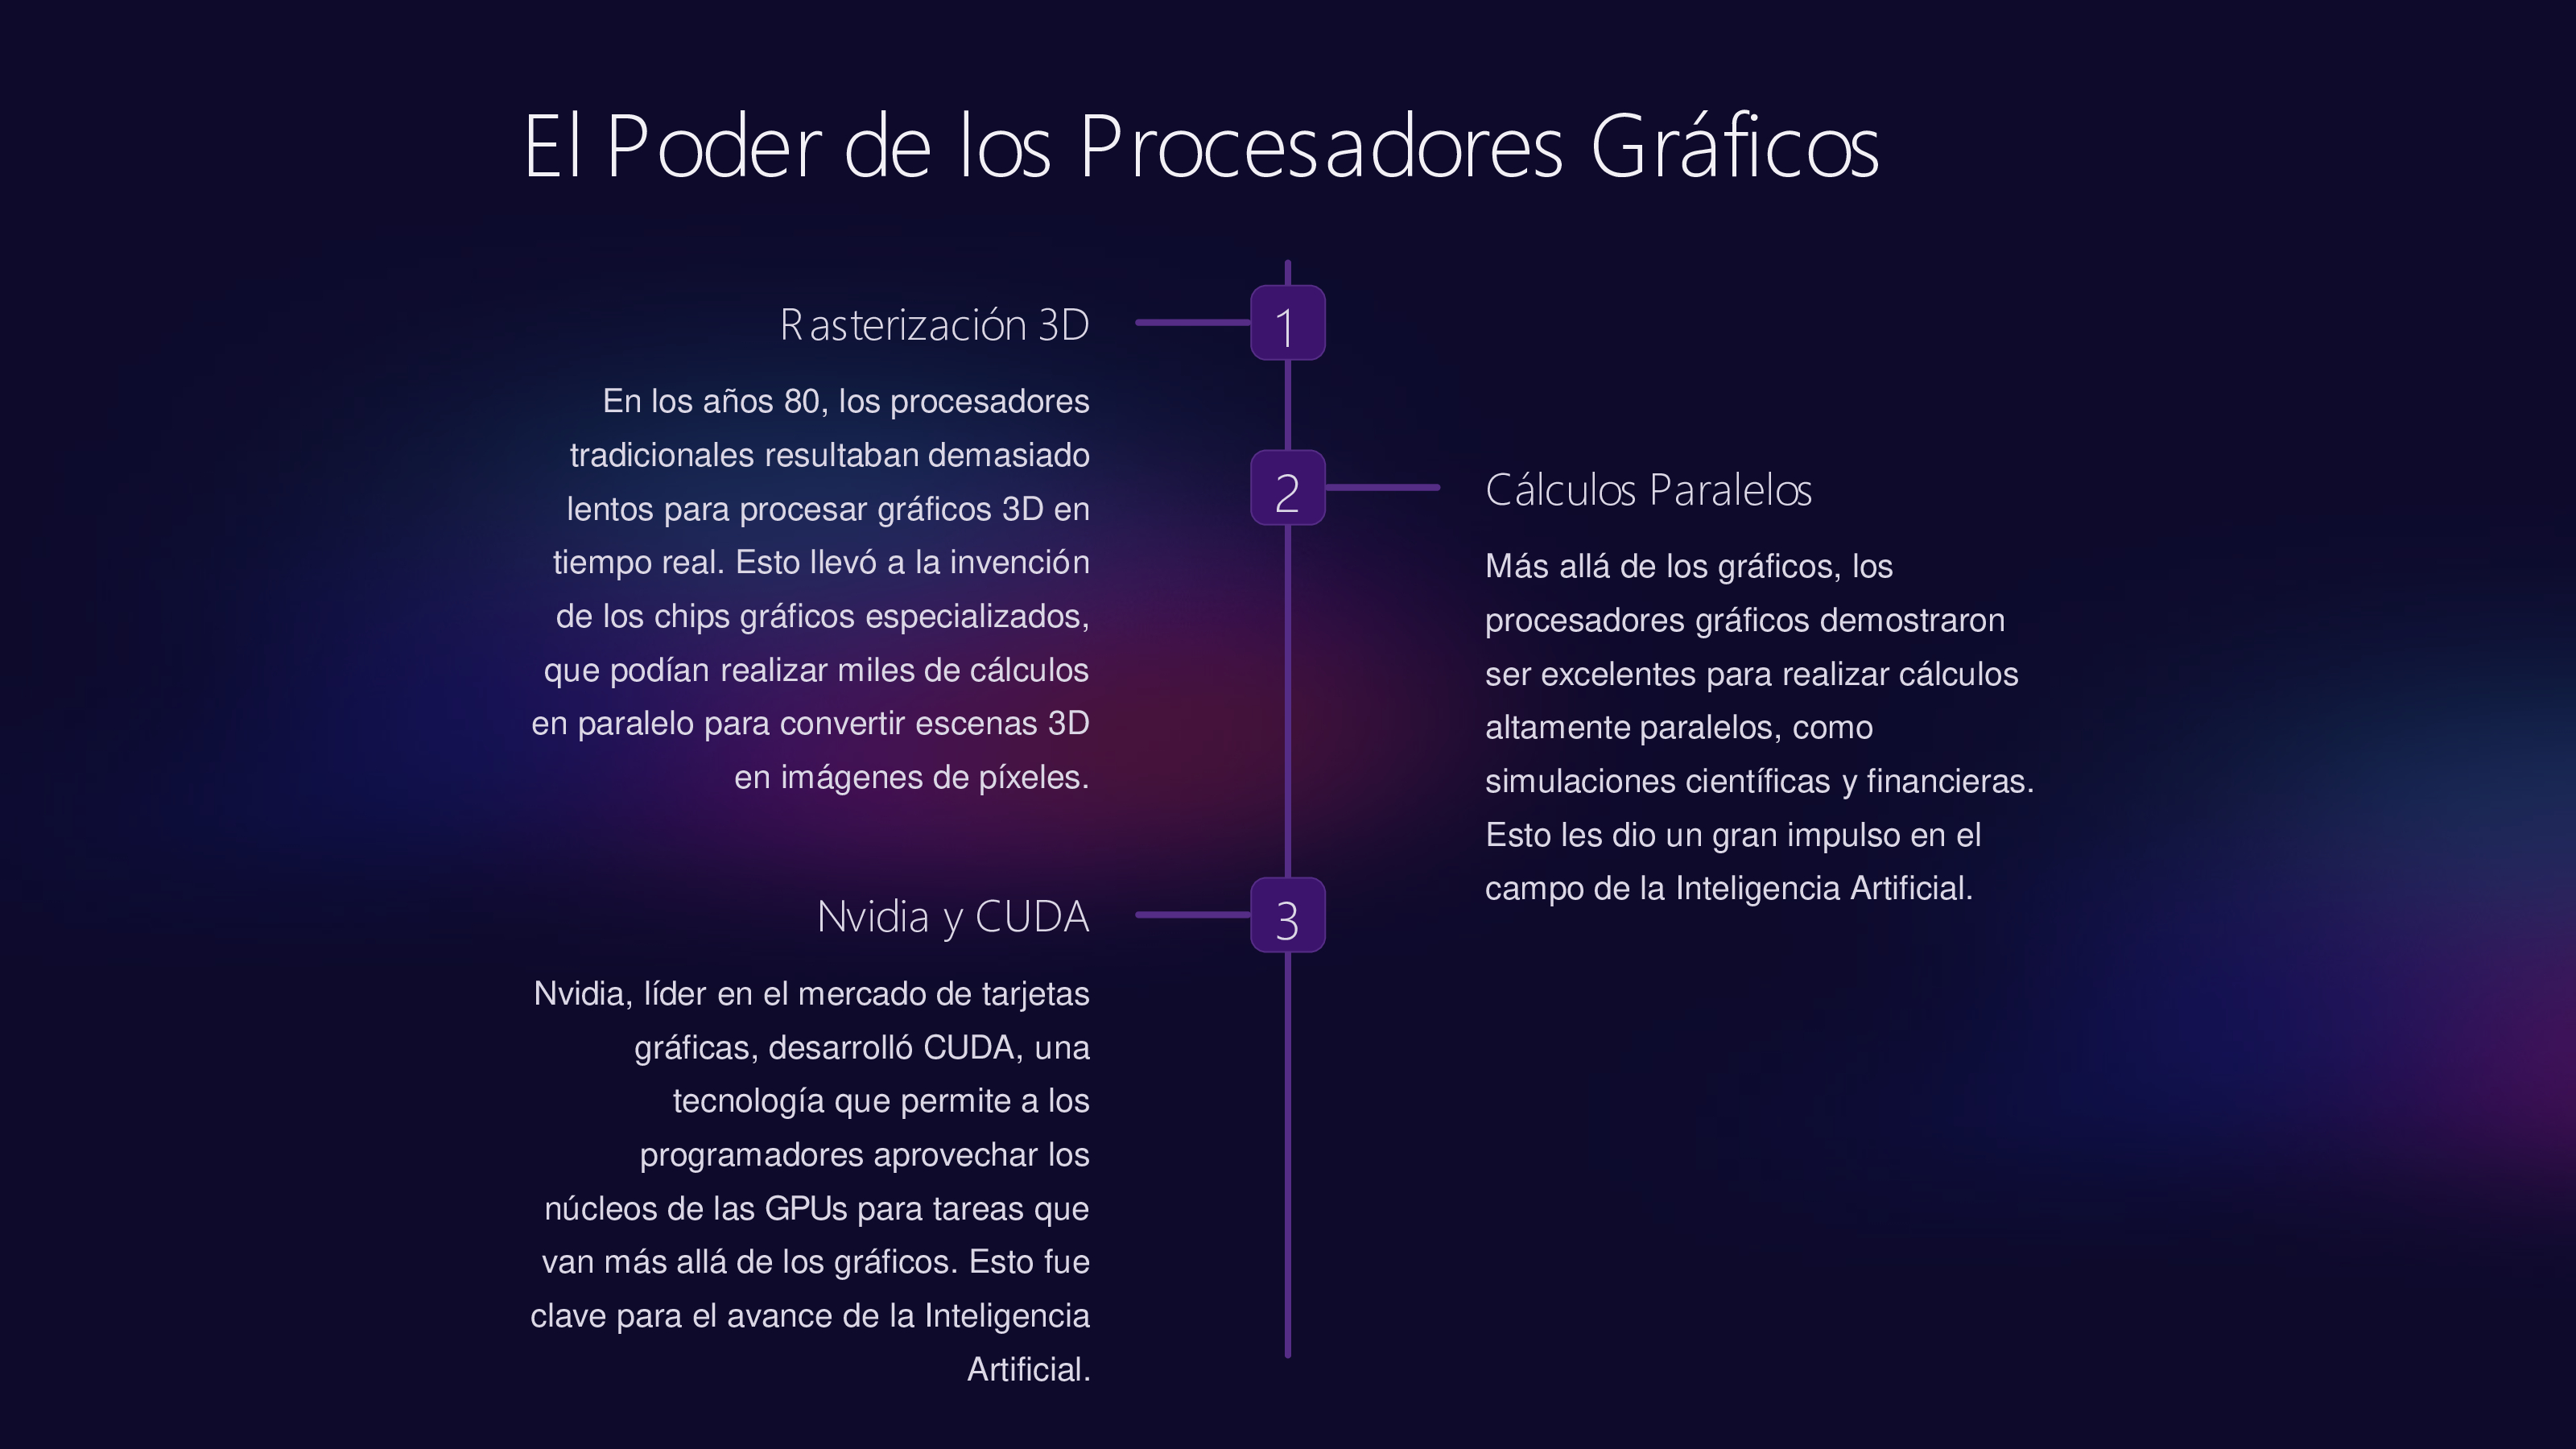 El Poder de los Procesadores Gráficos
1
Rasterización 3D
En los años 80, los procesadores
tradicionales resultaban demasiado
lentos para procesar gráficos 3D en
tiempo real. Esto llevó a la invención
de los chips gráficos especializados,
que podían realizar miles de cálculos
en paralelo para convertir escenas 3D
en imágenes de píxeles.
2
Cálculos Paralelos
Más allá de los gráficos, los
procesadores gráficos demostraron
ser excelentes para realizar cálculos
altamente paralelos, como
simulaciones científicas y financieras.
Esto les dio un gran impulso en el
campo de la Inteligencia Artificial.
3
Nvidia y CUDA
Nvidia, líder en el mercado de tarjetas
gráficas, desarrolló CUDA, una
tecnología que permite a los
programadores aprovechar los
núcleos de las GPUs para tareas que
van más allá de los gráficos. Esto fue
clave para el avance de la Inteligencia
Artificial.